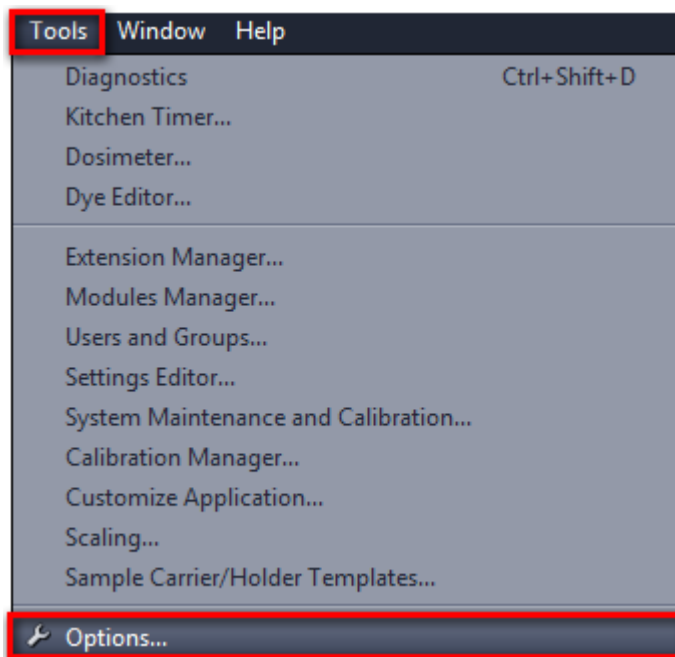 Tools Window Help
Diagnostics Ctrl+Shift+D
Kitchen Timer...
Dosimeter...
Dye Editor...
Extension Manager...
Modules Manager...
Users and Groups...
Settings Editor...
System Maintenance and Calibration...
Calibration Manager...
Customize Application...
Scaling...
Sample Carrier/Holder Templates...
Options...